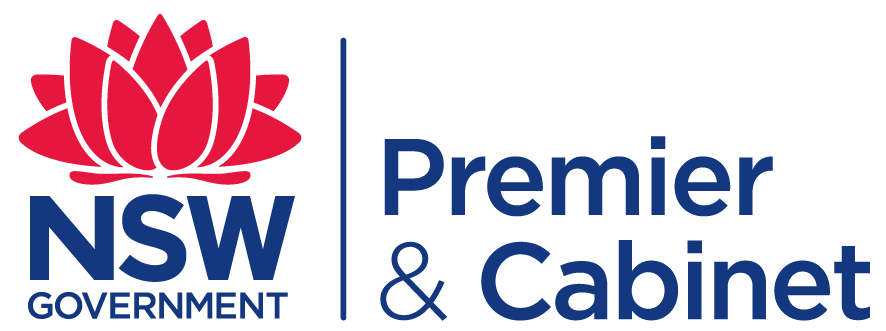 NSW
GOVERNMENT
Premier
& Cabinet